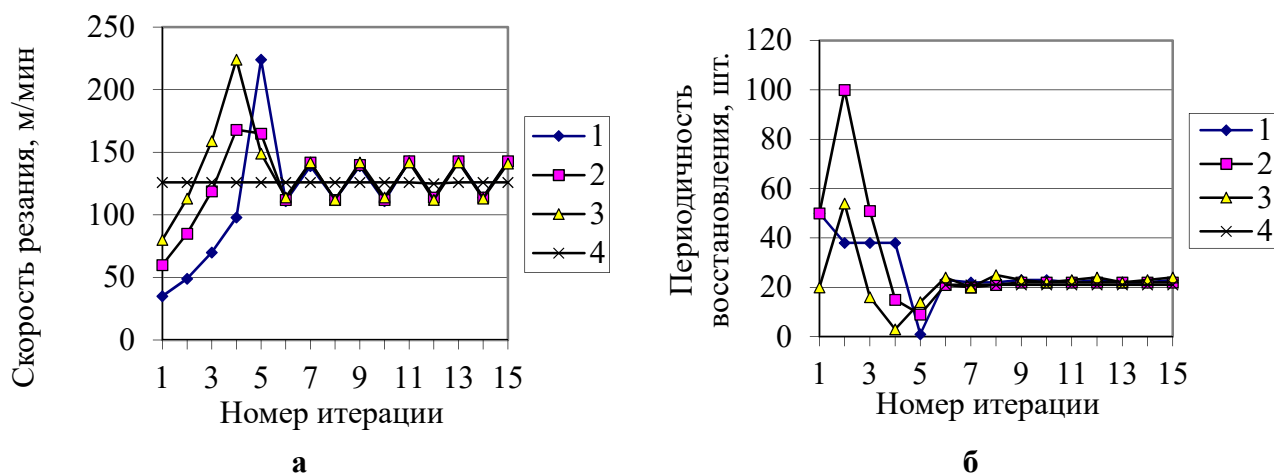 Скорость резания, м/мин
250
200
150
100
50
0
1 3 5 7 9 11 13 15
Номер итерации
1
2
3
4
а
Периодичность
восстановления, шт.
120
100
80
60
40
20
0
1 3 5 7 9 11 13 15
Номер итерации
1
2
3
4
б